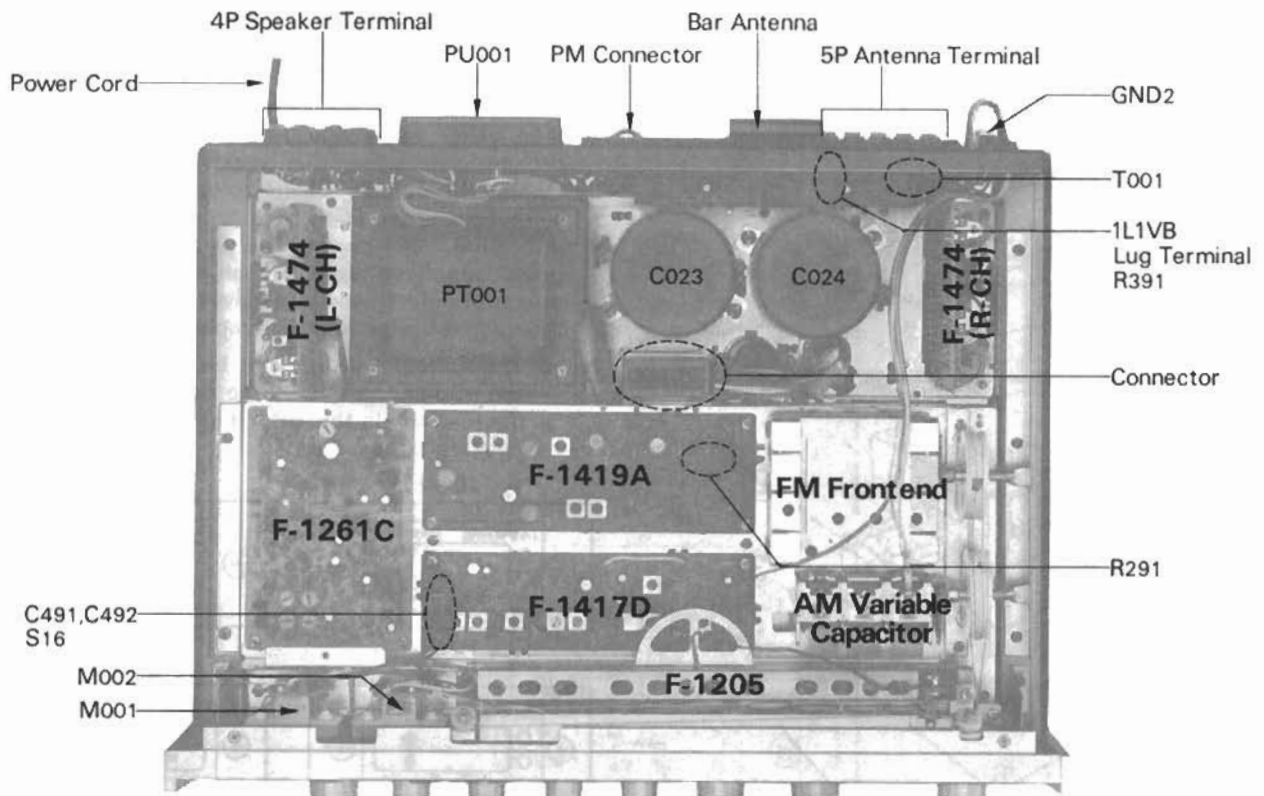 4P Speaker Terminal
Bar Antenna
PU001
PM Connector
5P Antenna Terminal
Power Cord
GND2
T001
1L1VB
Lug Terminal
R391
F-1474
(L-CH)
PT001
C023
C024
F-1474
(R-CH)
Connector
F-1419A
FM Frontend
F-1261C
R291
F-1417D
AM Variable
Capacitor
C491,C492
S16
M002
F-1205
M001